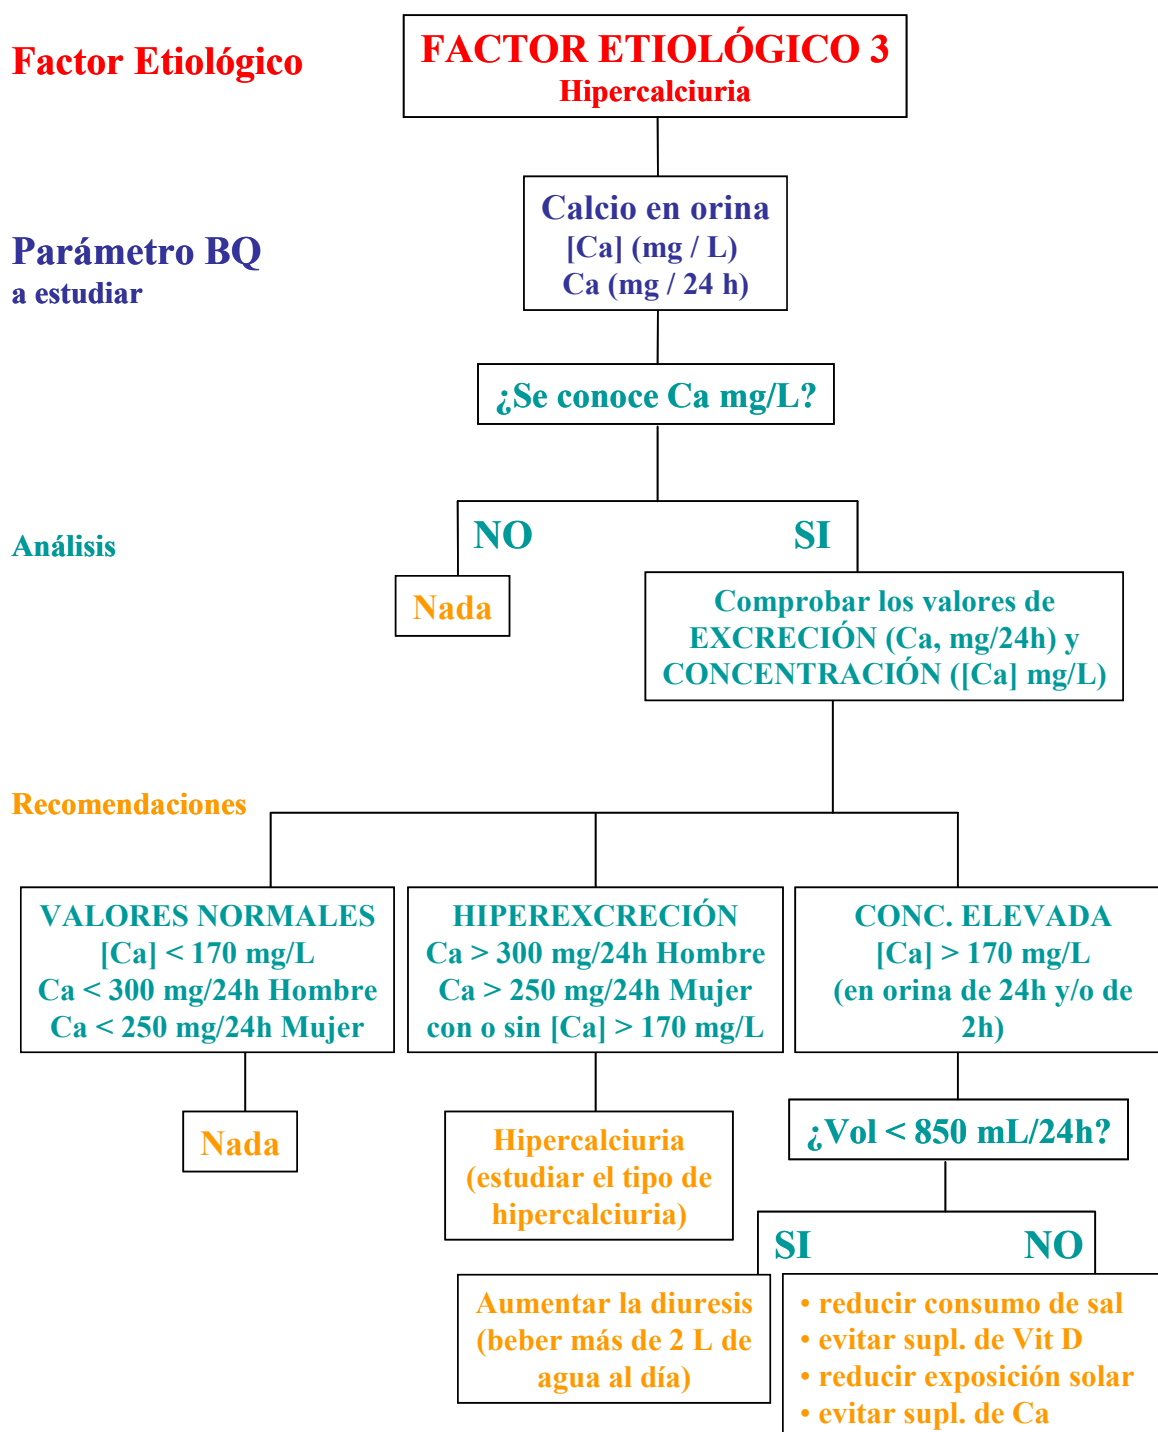 Factor Etiológico
FACTOR ETIOLÓGICO 3
Hipercalciuria
Parámetro BQ
a estudiar
Calcio en orina
[Ca] (mg / L)
Ca (mg / 24 h)
¿Se conoce Ca mg/L?
Análisis
NO
SI
Nada
Comprobar los valores de
EXCRECIÓN (Ca, mg/24h) y
CONCENTRACIÓN ([Ca] mg/L)
Recomendaciones
VALORES NORMALES
[Ca] < 170 mg/L
Ca < 300 mg/24h Hombre
Ca < 250 mg/24h Mujer
HIPEREXCRECIÓN
Ca > 300 mg/24h Hombre
Ca > 250 mg/24h Mujer
con o sin [Ca] > 170 mg/L
CONC. ELEVADA
[Ca] > 170 mg/L
(en orina de 24h y/o de
2h)
Nada
Hipercalciuria
(estudiar el tipo de
hipercalciuria)
¿Vol < 850 mL/24h?
SI
NO
Aumentar la diuresis
(beber más de 2 L de
agua al día)
• reducir consumo de sal
• evitar supl. de Vit D
• reducir exposición solar
• evitar supl. de Ca